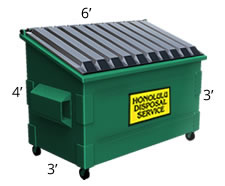 6’
4’
HONOLULU
DISPOSAL
SERVICE
3’
3’